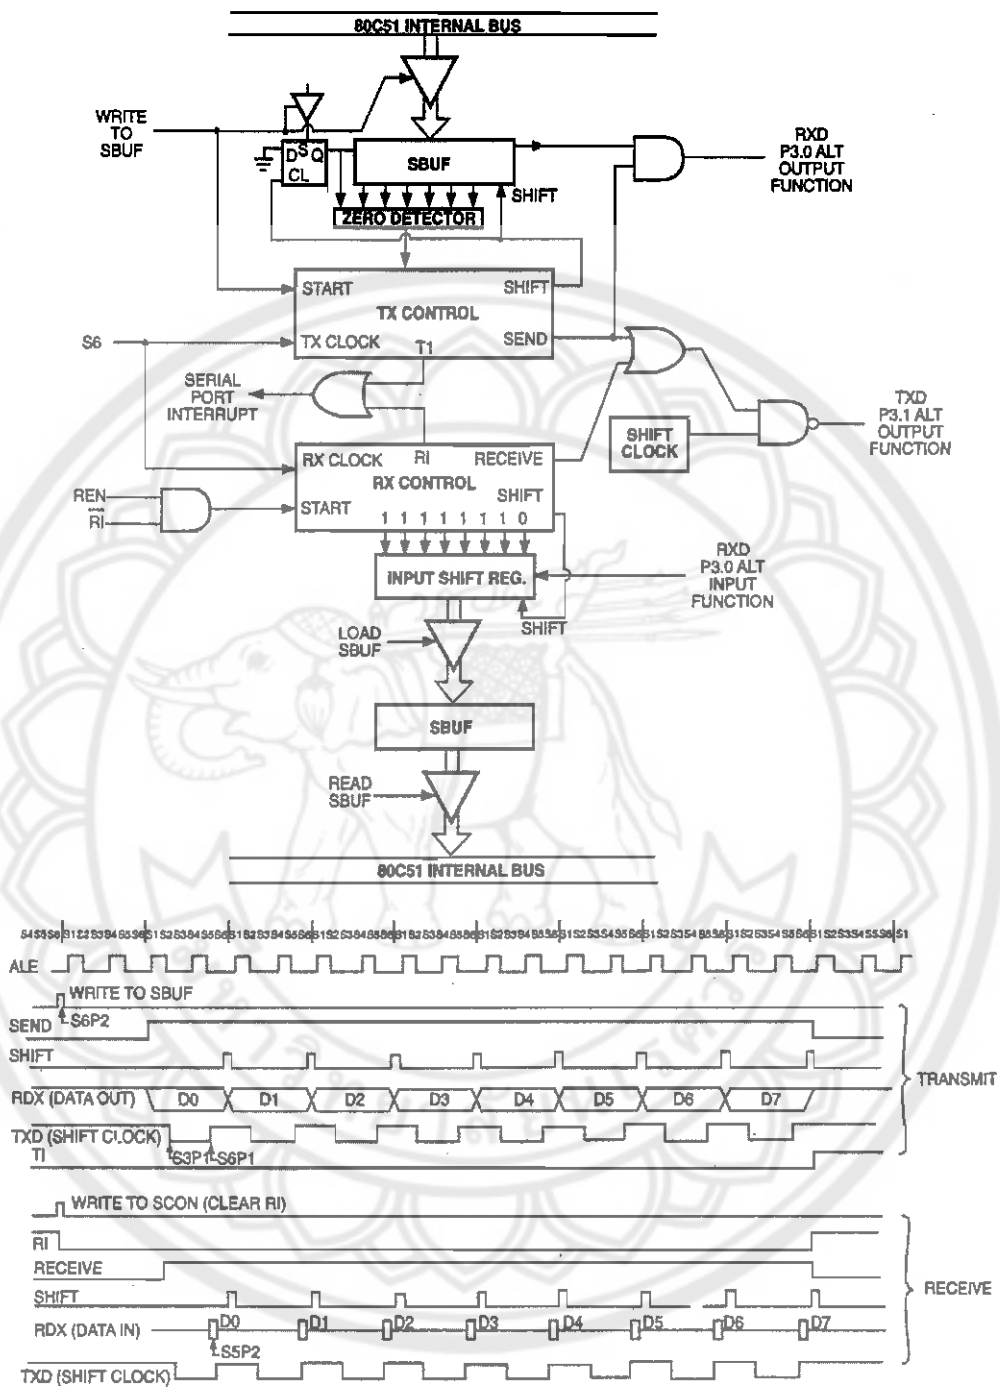 80C51 INTERNAL BUS
WRITE
TO
SBUF
D S Q
CL
SBUF
RXD
P3.0 ALT
OUTPUT
FUNCTION
SHIFT
ZERO DETECTOR
START
SHIFT
TX CONTROL
S6
TX CLOCK
T1
SEND
SERIAL
PORT
INTERRUPT
TXD
P3.1 ALT
OUTPUT
FUNCTION
SHIFT
CLOCK
RX CLOCK
RI
RECEIVE
RX CONTROL
REN
RI
START
SHIFT
1 1 1 1 1 1 1 0
RXD
P3.0 ALT
INPUT
FUNCTION
INPUT SHIFT REG.
SHIFT
LOAD
SBUF
SBUF
READ
SBUF
80C51 INTERNAL BUS
ALE
WRITE TO SBUF
S6P2
SEND
SHIFT
TRANSMIT
RDX (DATA OUT)
D0 D1 D2 D3 D4 D5 D6 D7
TXD (SHIFT CLOCK)
S3P1 S6P1
TI
WRITE TO SCON (CLEAR RI)
RI
RECEIVE
RECEIVE
SHIFT
RDX (DATA IN)
D0 D1 D2 D3 D4 D5 D6 D7
S5P2
TXD (SHIFT CLOCK)